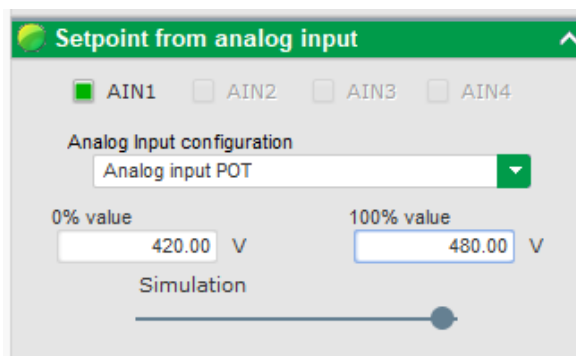 Setpoint from analog input
AIN1 AIN2 AIN3 AIN4
Analog Input configuration
Analog input POT
0% value 100% value
420.00 V 480.00 V
Simulation